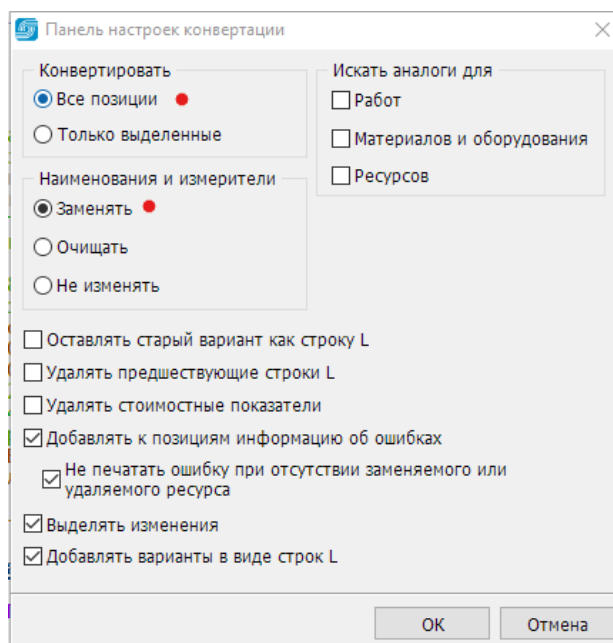 Панель настроек конвертации
Конвертировать
Все позиции
Только выделенные
Искать аналоги для
Работ
Материалов и оборудования
Ресурсов
Наименования и измерители
Заменять
Очищать
Не изменять
Оставлять старый вариант как строку L
Удалять предшествующие строки L
Удалять стоимостные показатели
Добавлять к позициям информацию об ошибках
Не печатать ошибку при отсутствии заменяемого или
удаляемого ресурса
Выделять изменения
Добавлять варианты в виде строк L
ОК
Отмена